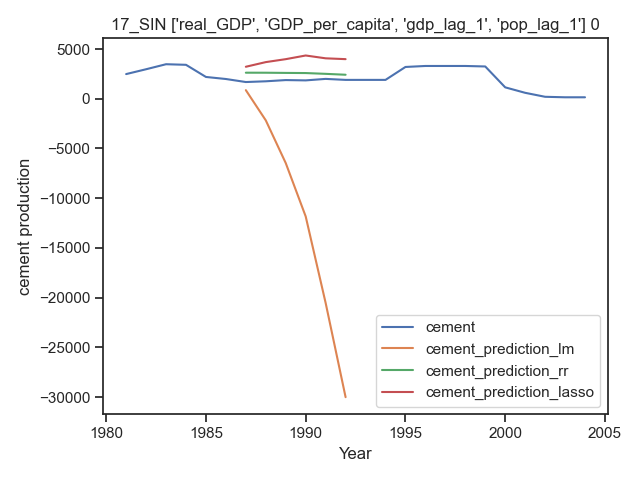 17_SIN ['real_GDP', 'GDP_per_capita', 'gdp_lag_1', 'pop_lag_1'] 0
5000
0
−5000
−10000
−15000
−20000
−25000
−30000
cement production
cement
cement_prediction_lm
cement_prediction_rr
cement_prediction_lasso
1980 1985 1990 1995 2000 2005
Year